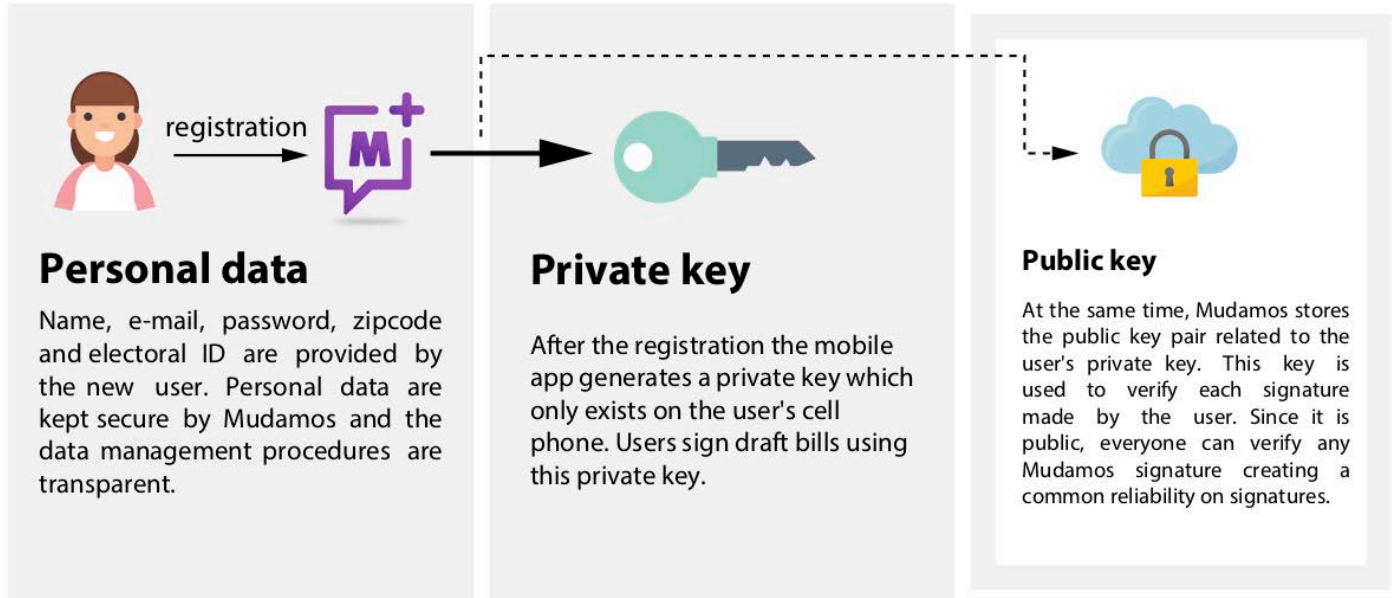 registration
M
Personal data
Name, e-mail, password, zipcode
and electoral ID are provided by
the new user. Personal data are
kept secure by Mudamos and the
data management procedures are
transparent.
Private key
After the registration the mobile
app generates a private key which
only exists on the user's cell
phone. Users sign draft bills using
this private key.
Public key
At the same time, Mudamos stores
the public key pair related to the
user's private key. This key is
used to verify each signature
made by the user. Since it is
public, everyone can verify any
Mudamos signature creating a
common reliability on signatures.